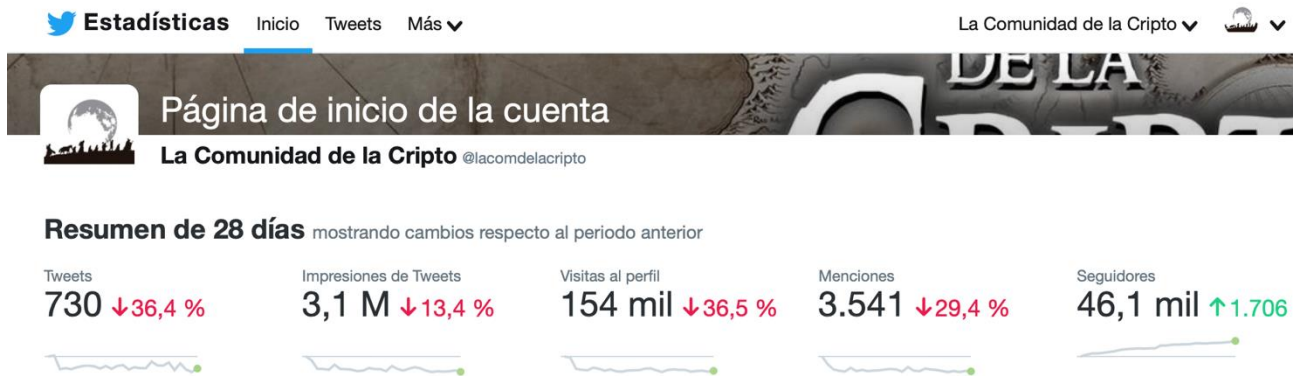 Estadísticas Inicio Tweets Más La Comunidad de la Cripto
DE LA
Página de inicio de la cuenta
CRIPT
La Comunidad de la Cripto @lacomdelacripto
Resumen de 28 días mostrando cambios respecto al periodo anterior
Tweets Impresiones de Tweets Visitas al perfil Menciones Seguidores
730 ↓36,4 % 3,1 M ↓13,4 % 154 mil ↓36,5 % 3.541 ↓29,4 % 46,1 mil ↑1.706